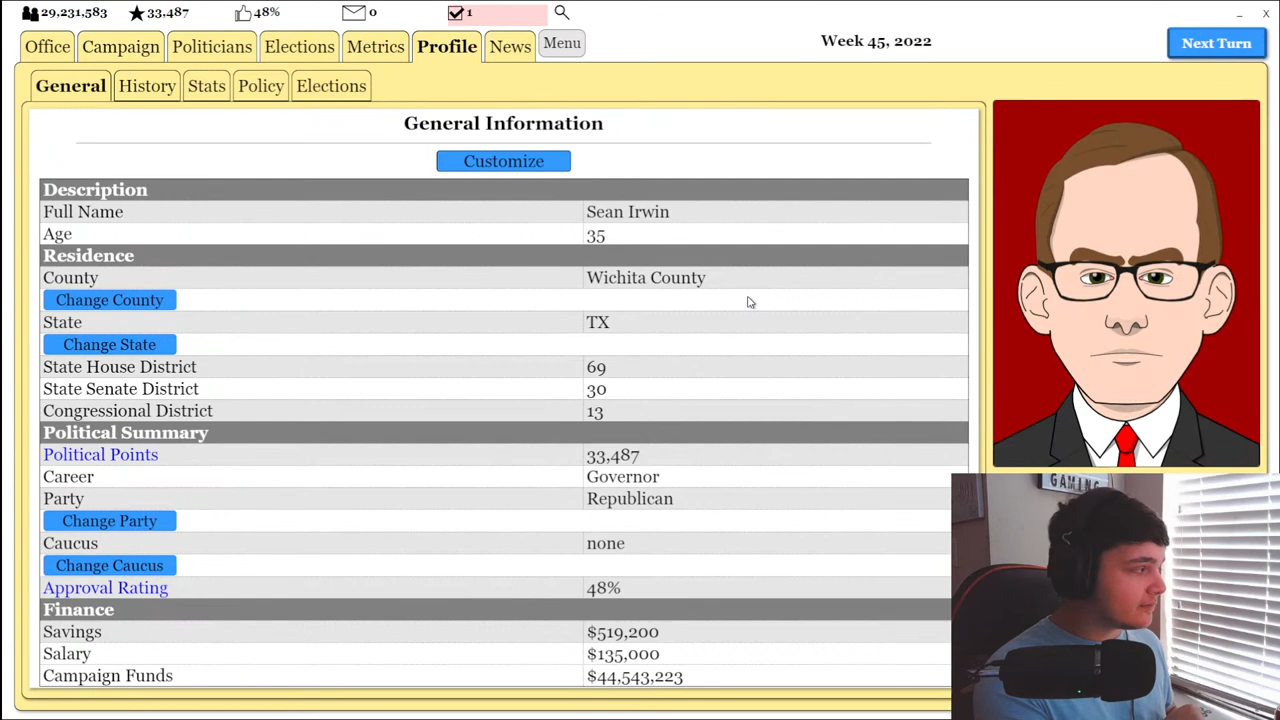 29,231,583 33,487 48% 0 1
Office Campaign Politicians Elections Metrics Profile News Menu Week 45, 2022 Next Turn
General History Stats Policy Elections
General Information
Customize
Description
Full Name Sean Irwin
Age 35
Residence
County Wichita County
Change County
State TX
Change State
State House District 69
State Senate District 30
Congressional District 13
Political Summary
Political Points 33,487
Career Governor
Party Republican
Change Party
Caucus none
Change Caucus
Approval Rating 48%
Finance
Savings $519,200
Salary $135,000
Campaign Funds $44,543,223
GAMING